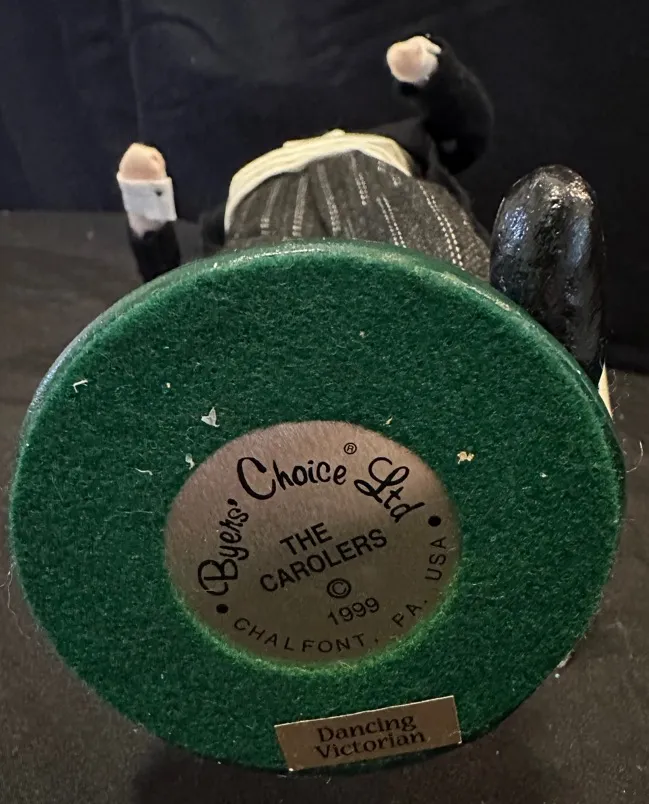 Byers' Choice® Ltd
THE
CAROLERS
©
1999
• CHALFONT, PA. USA •
Dancing
Victorian